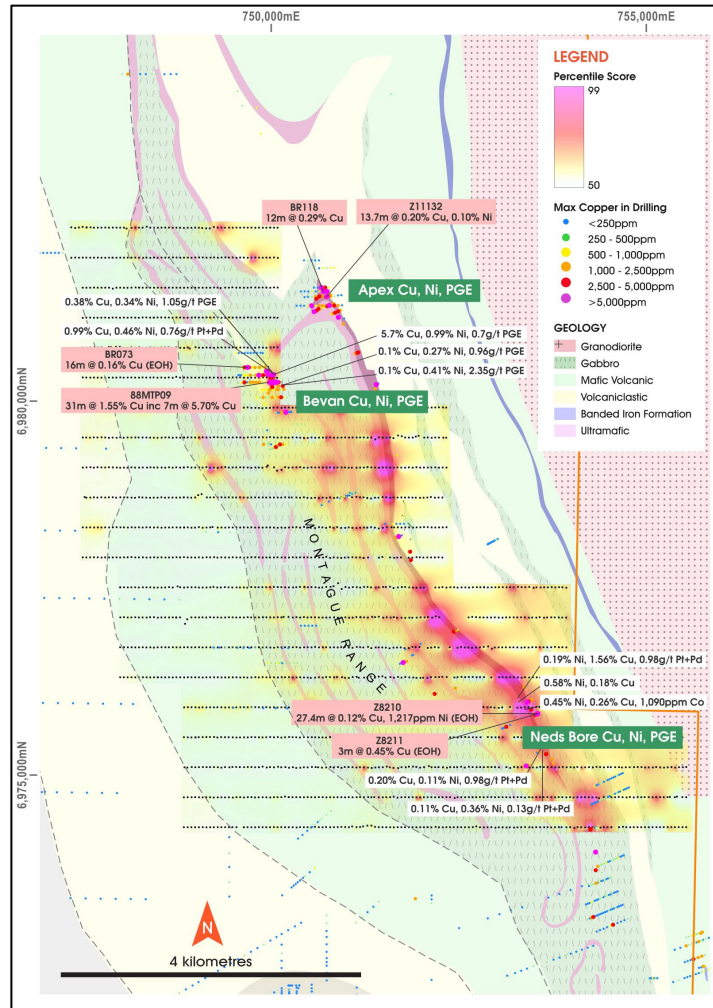 750,000mE
755,000mE
LEGEND
Percentile Score
99
50
Max Copper in Drilling
<250ppm
250 - 500ppm
500 - 1,000ppm
1,000 - 2,500ppm
2,500 - 5,000ppm
>5,000ppm
GEOLOGY
Granodiorite
Gabbro
Mafic Volcanic
Volcaniclastic
Banded Iron Formation
Ultramafic
BR118
12m @ 0.29% Cu
Z11132
13.7m @ 0.20% Cu, 0.10% Ni
Apex Cu, Ni, PGE
0.38% Cu, 0.34% Ni, 1.05g/t PGE
0.99% Cu, 0.46% Ni, 0.76g/t Pt+Pd
5.7% Cu, 0.99% Ni, 0.7g/t PGE
0.1% Cu, 0.27% Ni, 0.96g/t PGE
0.1% Cu, 0.41% Ni, 2.35g/t PGE
BR073
16m @ 0.16% Cu (EOH)
88MTP09
31m @ 1.55% Cu inc 7m @ 5.70% Cu
Bevan Cu, Ni, PGE
6,980,000mN
MONTAGUE RANGE
0.19% Ni, 1.56% Cu, 0.98g/t Pt+Pd
0.58% Ni, 0.18% Cu
0.45% Ni, 0.26% Cu, 1,090ppm Co
Z8210
27.4m @ 0.12% Cu, 1,217ppm Ni (EOH)
Z8211
3m @ 0.45% Cu (EOH)
Neds Bore Cu, Ni, PGE
0.20% Cu, 0.11% Ni, 0.98g/t Pt+Pd
0.11% Cu, 0.36% Ni, 0.13g/t Pt+Pd
6,975,000mN
N
4 kilometres